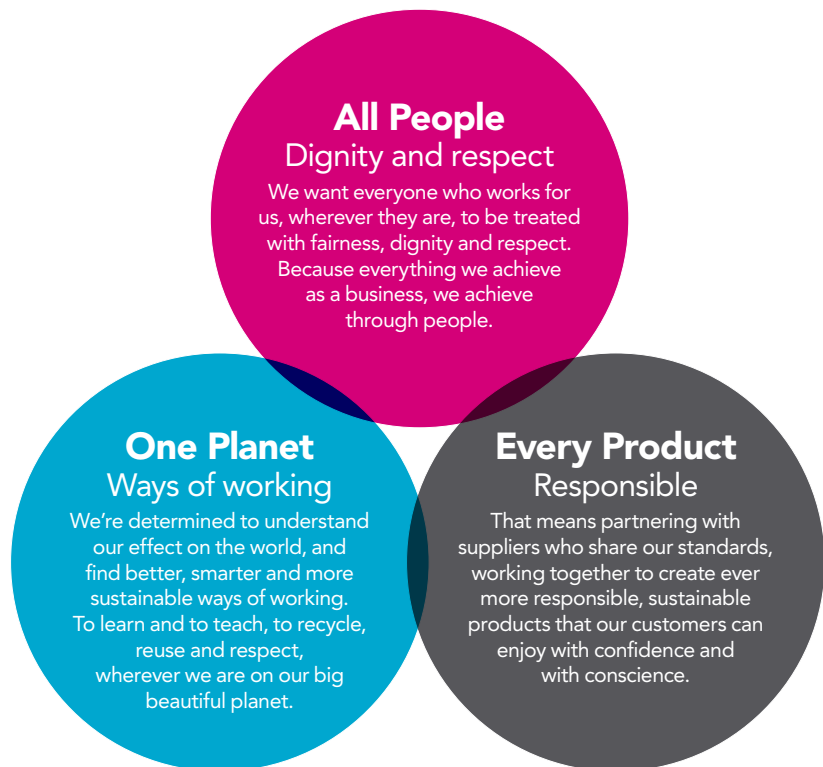 All People
Dignity and respect
We want everyone who works for
us, wherever they are, to be treated
with fairness, dignity and respect.
Because everything we achieve
as a business, we achieve
through people.
One Planet
Ways of working
We’re determined to understand
our effect on the world, and
find better, smarter and more
sustainable ways of working.
To learn and to teach, to recycle,
reuse and respect,
wherever we are on our big
beautiful planet.
Every Product
Responsible
That means partnering with
suppliers who share our standards,
working together to create ever
more responsible, sustainable
products that our customers can
enjoy with confidence and
with conscience.